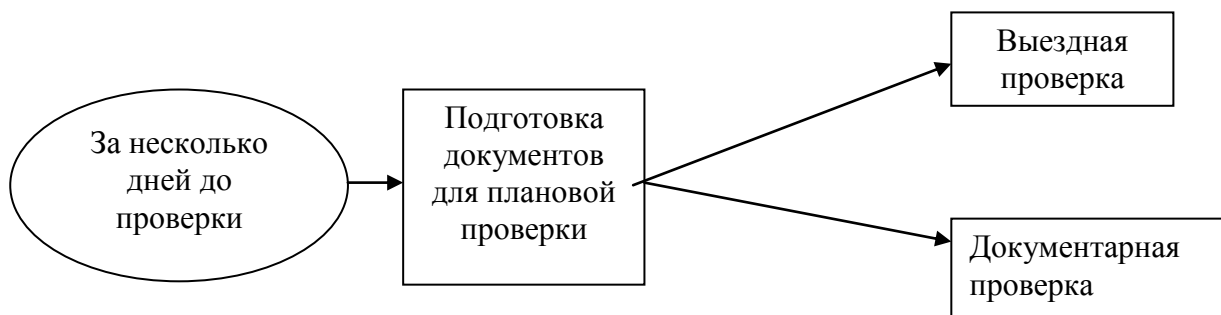 За несколько
дней до
проверки
Подготовка
документов
для плановой
проверки
Выездная
проверка
Документарная
проверка